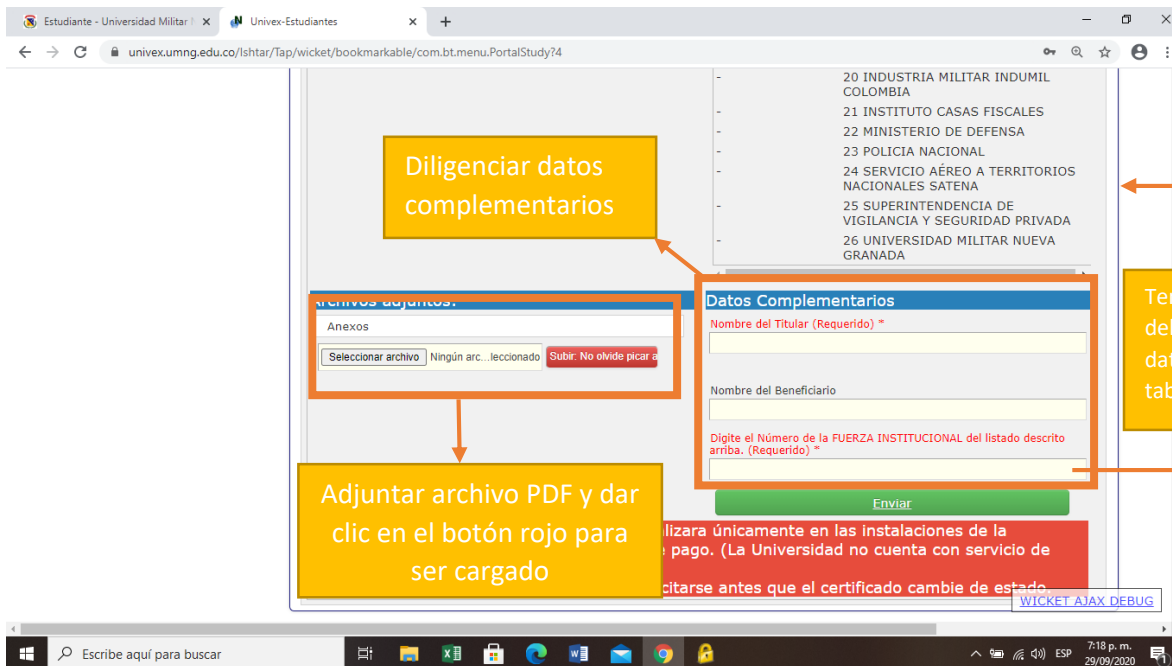 Estudiante - Universidad Militar
Univex-Estudiantes
univex.umng.edu.co/Ishtar/Tap/wicket/bookmarkable/com.bt.menu.PortalStudy?4
- 20 INDUSTRIA MILITAR INDUMIL
COLOMBIA
- 21 INSTITUTO CASAS FISCALES
- 22 MINISTERIO DE DEFENSA
- 23 POLICIA NACIONAL
- 24 SERVICIO AÉREO A TERRITORIOS
NACIONALES SATENA
- 25 SUPERINTENDENCIA DE
VIGILANCIA Y SEGURIDAD PRIVADA
- 26 UNIVERSIDAD MILITAR NUEVA
GRANADA
Diligenciar datos
complementarios
Archivos adjuntos:
Anexos
Seleccionar archivo Ningún arc...leccionado Subir: No olvide picar a
Datos Complementarios
Nombre del Titular (Requerido) *
Nombre del Beneficiario
Digite el Número de la FUERZA INSTITUCIONAL del listado descrito
arriba. (Requerido) *
Enviar
Adjuntar archivo PDF y dar
clic en el botón rojo para
ser cargado
lizara únicamente en las instalaciones de la
pago. (La Universidad no cuenta con servicio de
citarse antes que el certificado cambie de estado.
WICKET AJAX DEBUG
Escribe aquí para buscar
ESP
7:18 p. m.
29/09/2020